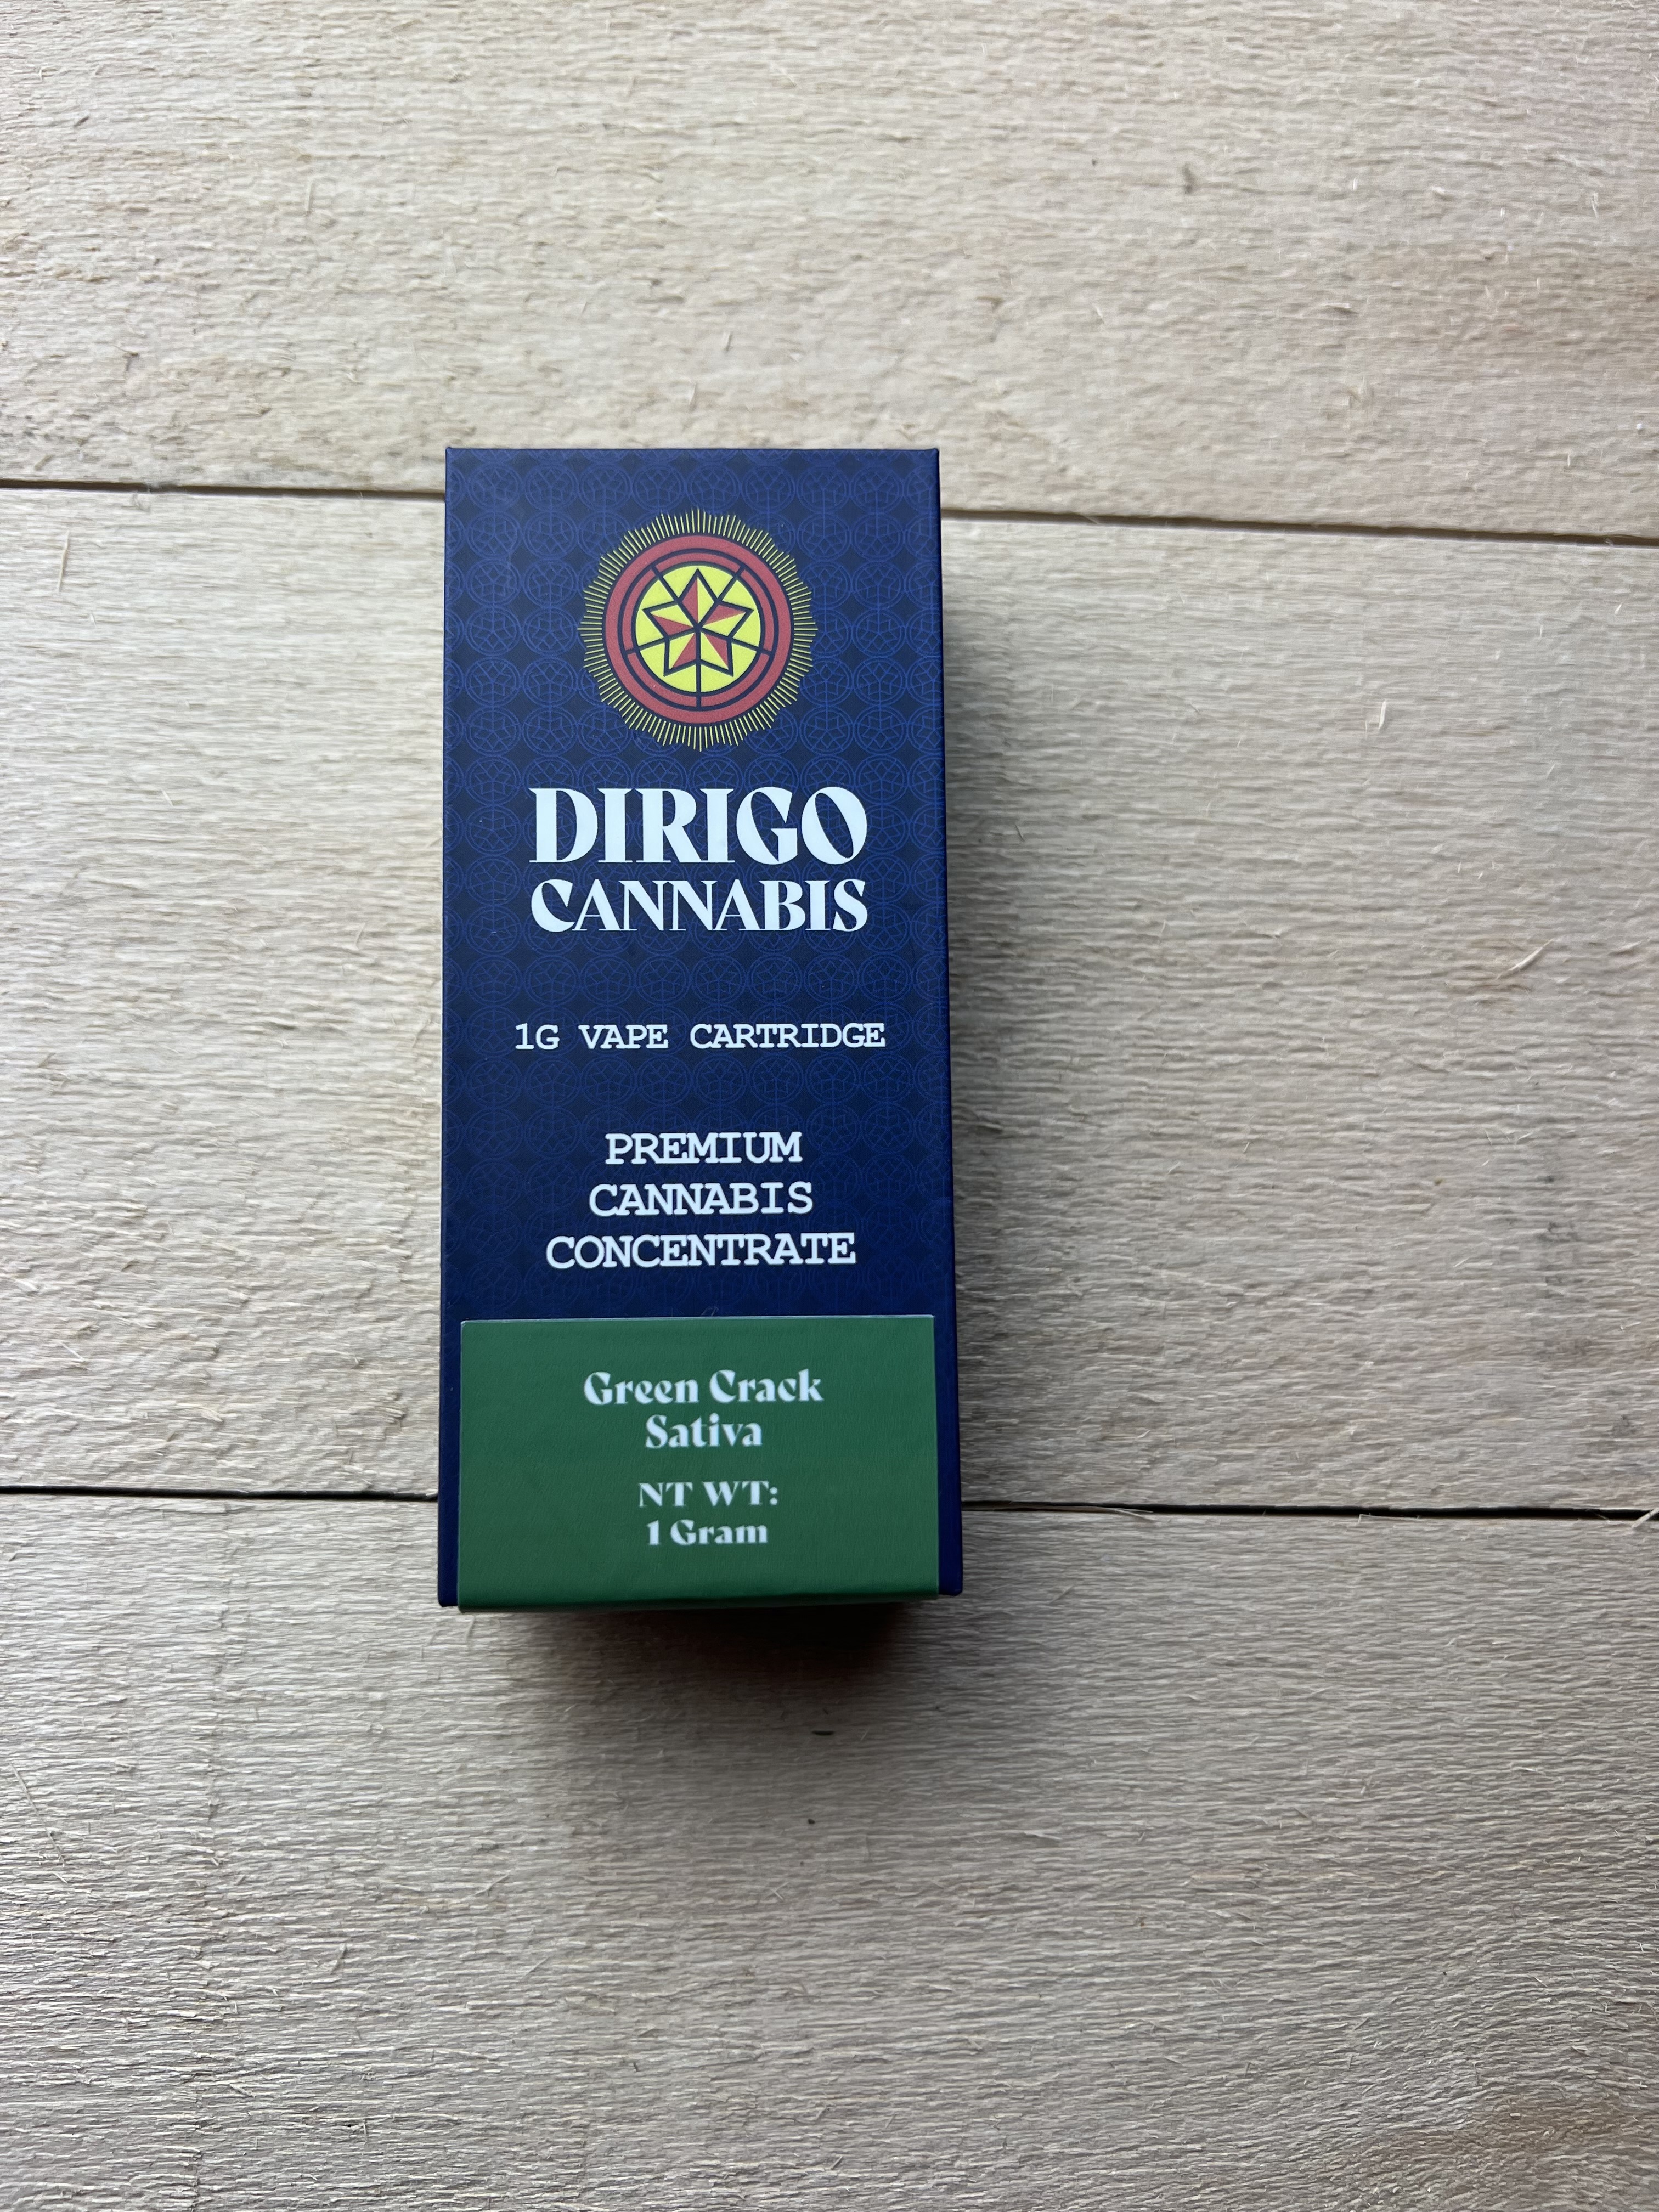 DIRIGO
CANNABIS
1G VAPE CARTRIDGE
PREMIUM
CANNABIS
CONCENTRATE
Green Crack
Sativa
NT WT:
1 Gram